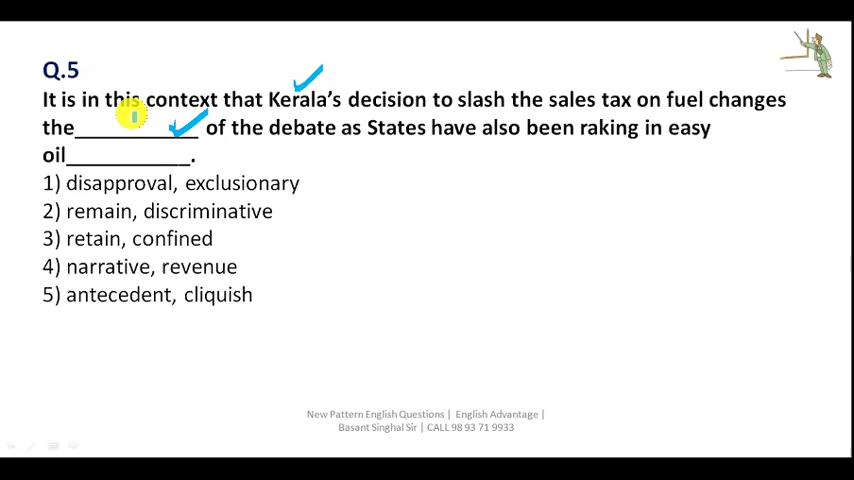 Q.5
It is in this context that Kerala's decision to slash the sales tax on fuel changes
the___________ of the debate as States have also been raking in easy
oil___________.
1) disapproval, exclusionary
2) remain, discriminative
3) retain, confined
4) narrative, revenue
5) antecedent, cliquish
New Pattern English Questions | English Advantage |
Basant Singhal Sir | CALL 98 93 71 9933